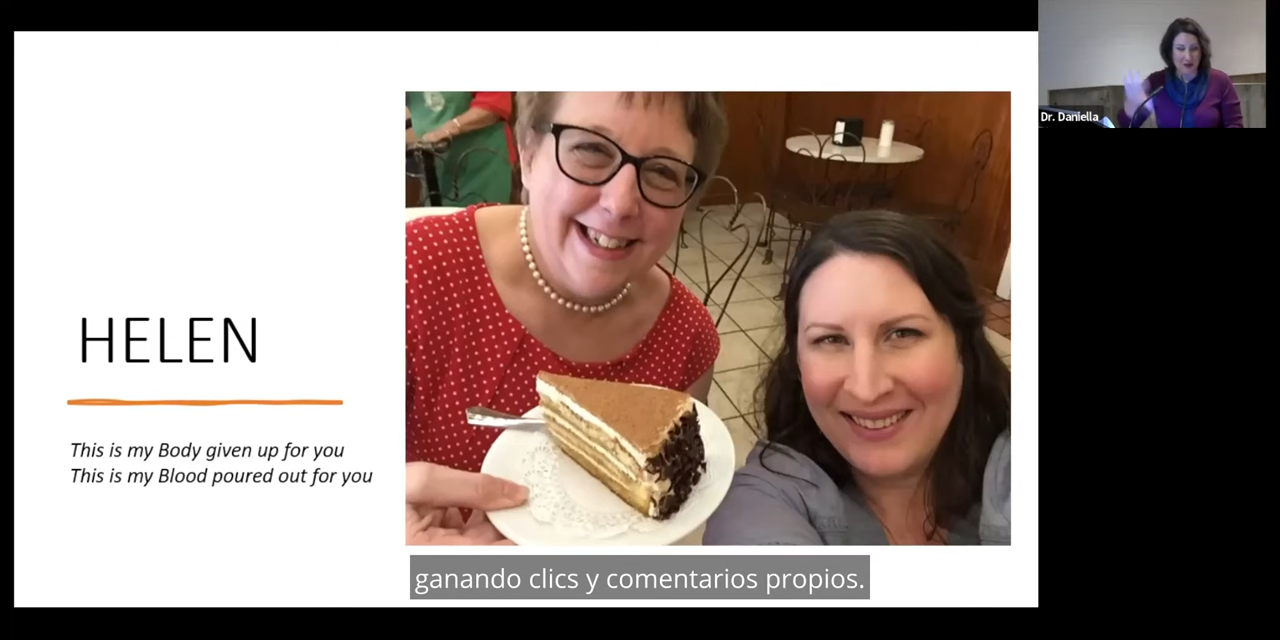 Dr. Daniella
HELEN
This is my Body given up for you
This is my Blood poured out for you
ganando clics y comentarios propios.